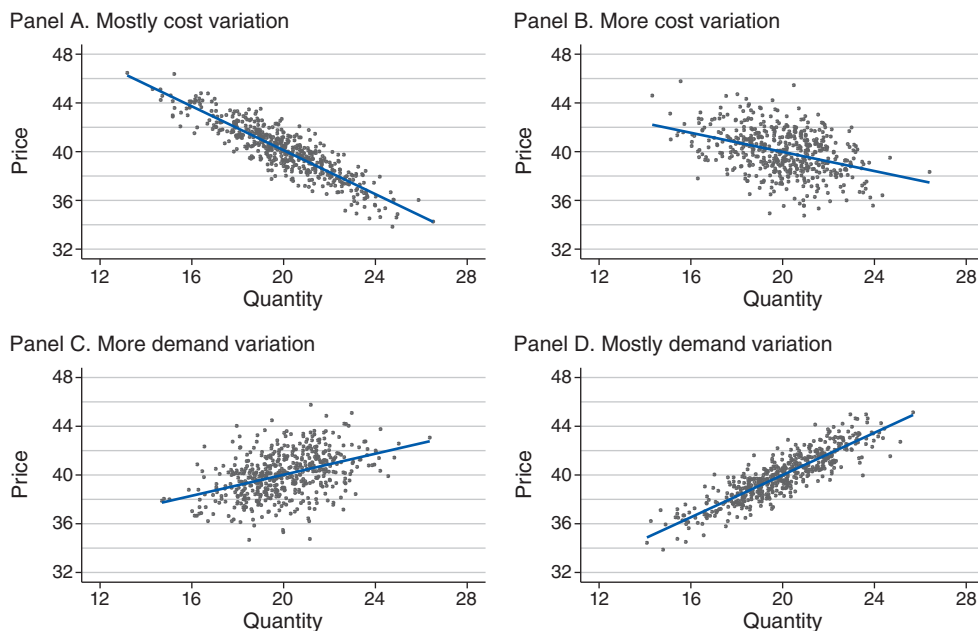 Panel A. Mostly cost variation
48
44
40
36
32
Price
12 16 20 24 28
Quantity
Panel B. More cost variation
48
44
40
36
32
Price
12 16 20 24 28
Quantity
Panel C. More demand variation
48
44
40
36
32
Price
12 16 20 24 28
Quantity
Panel D. Mostly demand variation
48
44
40
36
32
Price
12 16 20 24 28
Quantity